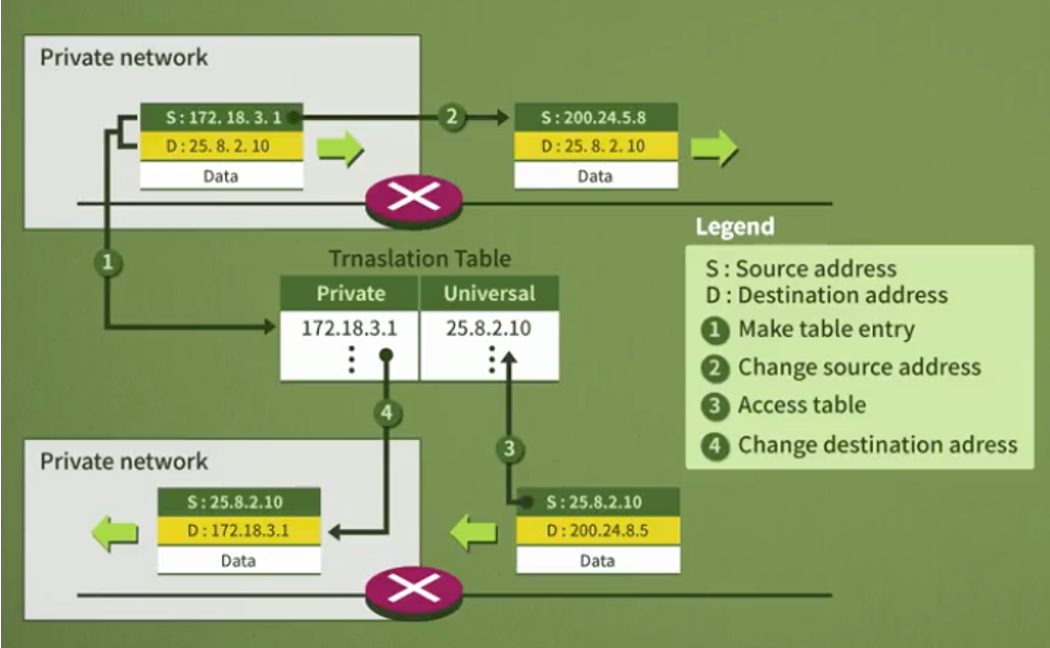 Private network
S : 172. 18. 3. 1
D : 25. 8. 2. 10
Data
2
S : 200.24.5.8
D : 25. 8. 2. 10
Data
1
Trnaslation Table
Private Universal
172.18.3.1 25.8.2.10
4
3
Private network
S : 25.8.2.10
D : 172.18.3.1
Data
S : 25.8.2.10
D : 200.24.8.5
Data
Legend
S : Source address
D : Destination address
1 Make table entry
2 Change source address
3 Access table
4 Change destination adress